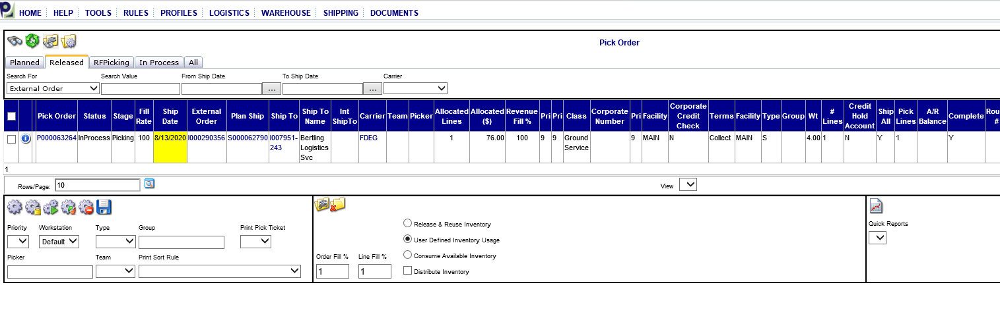 HOME HELP TOOLS RULES PROFILES LOGISTICS WAREHOUSE SHIPPING DOCUMENTS
Pick Order
Planned Released RFPicking In Process All
Search For Search Value From Ship Date To Ship Date Carrier
External Order ... ...
Pick Order Status Stage Fill Rate Ship Date External Order Plan Ship Ship To Ship To Name Int ShipTo Carrier Team Picker Allocated Lines Allocated ($) Revenue Fill % Pri Pri Class Corporate Number Pri Facility Corporate Credit Check Terms Facility Type Group Wt # Lines Credit Hold Account Ship All Pick Lines A/R Balance Complete Rou #
P000063264 InProcess Picking 100 8/13/2020 I000290356 S000062790 I007951-243 Bertling Logistics Svc FDEG 1 76.00 100 9 9 Ground Service 9 MAIN N Collect MAIN S 4.00 1 N Y 1 Y
1
Rows/Page: 10 View
Priority Workstation Type Group Print Pick Ticket
Default
Picker Team Print Sort Rule
Order Fill % Line Fill %
1 1
Release & Reuse Inventory
User Defined Inventory Usage
Consume Available Inventory
Distribute Inventory
Quick Reports